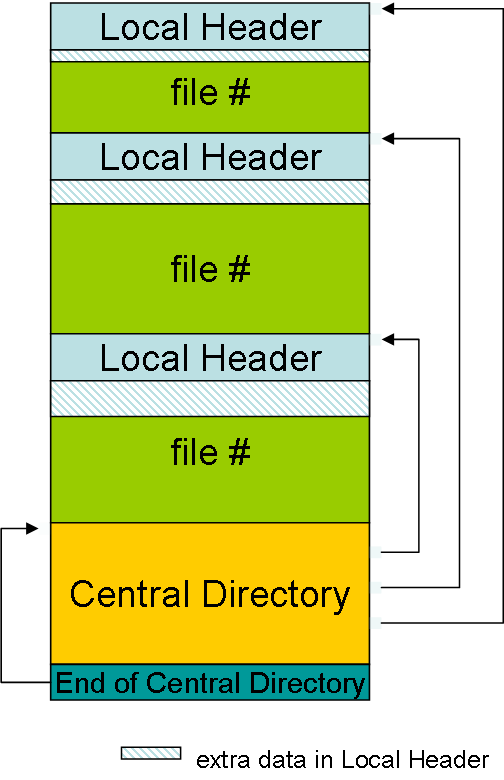 Local Header
file #
Local Header
file #
Local Header
file #
Central Directory
End of Central Directory
extra data in Local Header